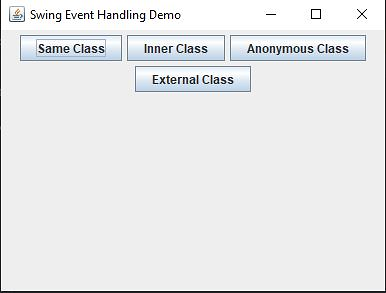 Swing Event Handling Demo
Same Class Inner Class Anonymous Class
External Class